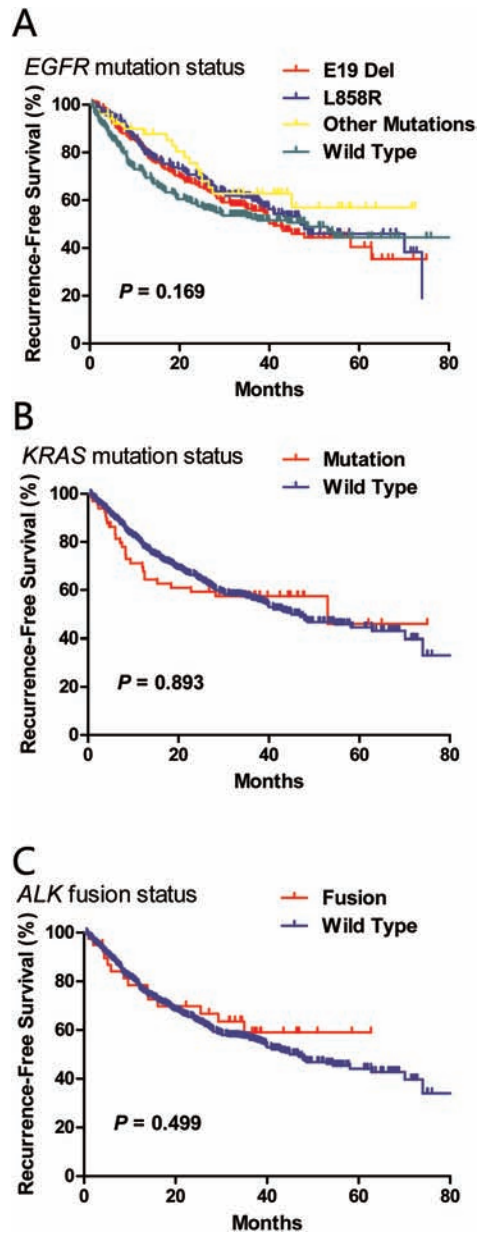 A
EGFR mutation status
E19 Del
L858R
Other Mutations
Wild Type
Recurrence-Free Survival (%)
100
80
60
40
20
0
P = 0.169
0 20 40 60 80
Months
B
KRAS mutation status
Mutation
Wild Type
Recurrence-Free Survival (%)
100
80
60
40
20
0
P = 0.893
0 20 40 60 80
Months
C
ALK fusion status
Fusion
Wild Type
Recurrence-Free Survival (%)
100
80
60
40
20
0
P = 0.499
0 20 40 60 80
Months